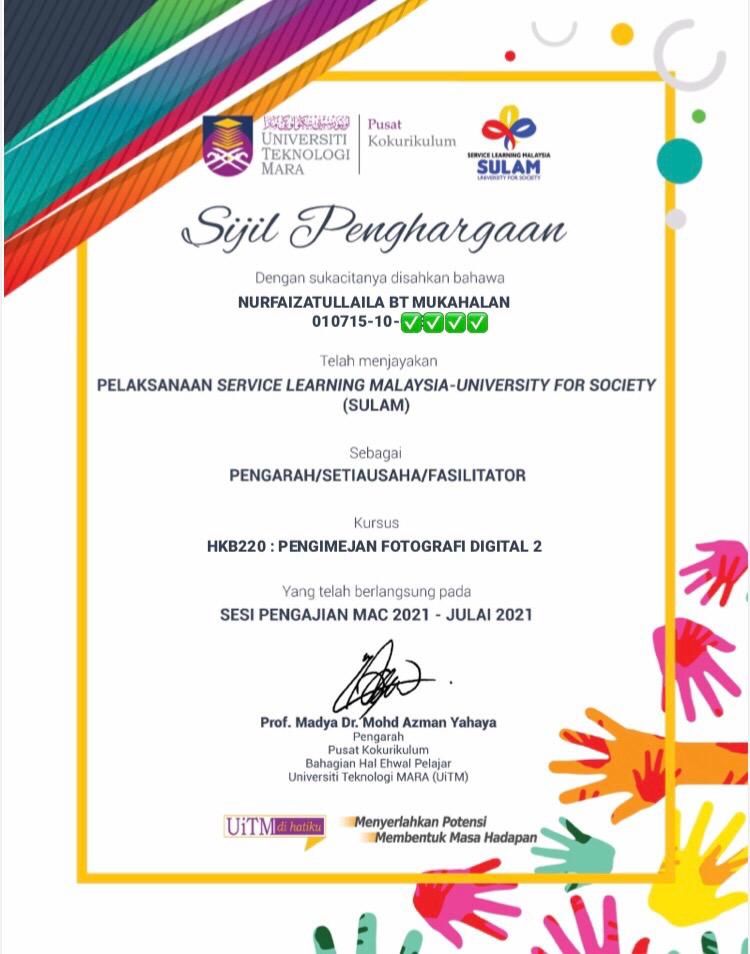 UNIVERSITI
TEKNOLOGI
MARA
Pusat
Kokurikulum
SERVICE LEARNING MALAYSIA
SULAM
UNIVERSITY FOR SOCIETY
Sijil Penghargaan
Dengan sukacitanya disahkan bahawa
NURFAIZATULLAILA BT MUKAHALAN
010715-10-✅✅✅✅
Telah menjayakan
PELAKSANAAN SERVICE LEARNING MALAYSIA-UNIVERSITY FOR SOCIETY
(SULAM)
Sebagai
PENGARAH/SETIAUSAHA/FASILITATOR
Kursus
HKB220 : PENGIMEJAN FOTOGRAFI DIGITAL 2
Yang telah berlangsung pada
SESI PENGAJIAN MAC 2021 - JULAI 2021
Prof. Madya Dr. Mohd Azman Yahaya
Pengarah
Pusat Kokurikulum
Bahagian Hal Ehwal Pelajar
Universiti Teknologi MARA (UiTM)
UiTM di hatiku
Menyerlahkan Potensi
Membentuk Masa Hadapan